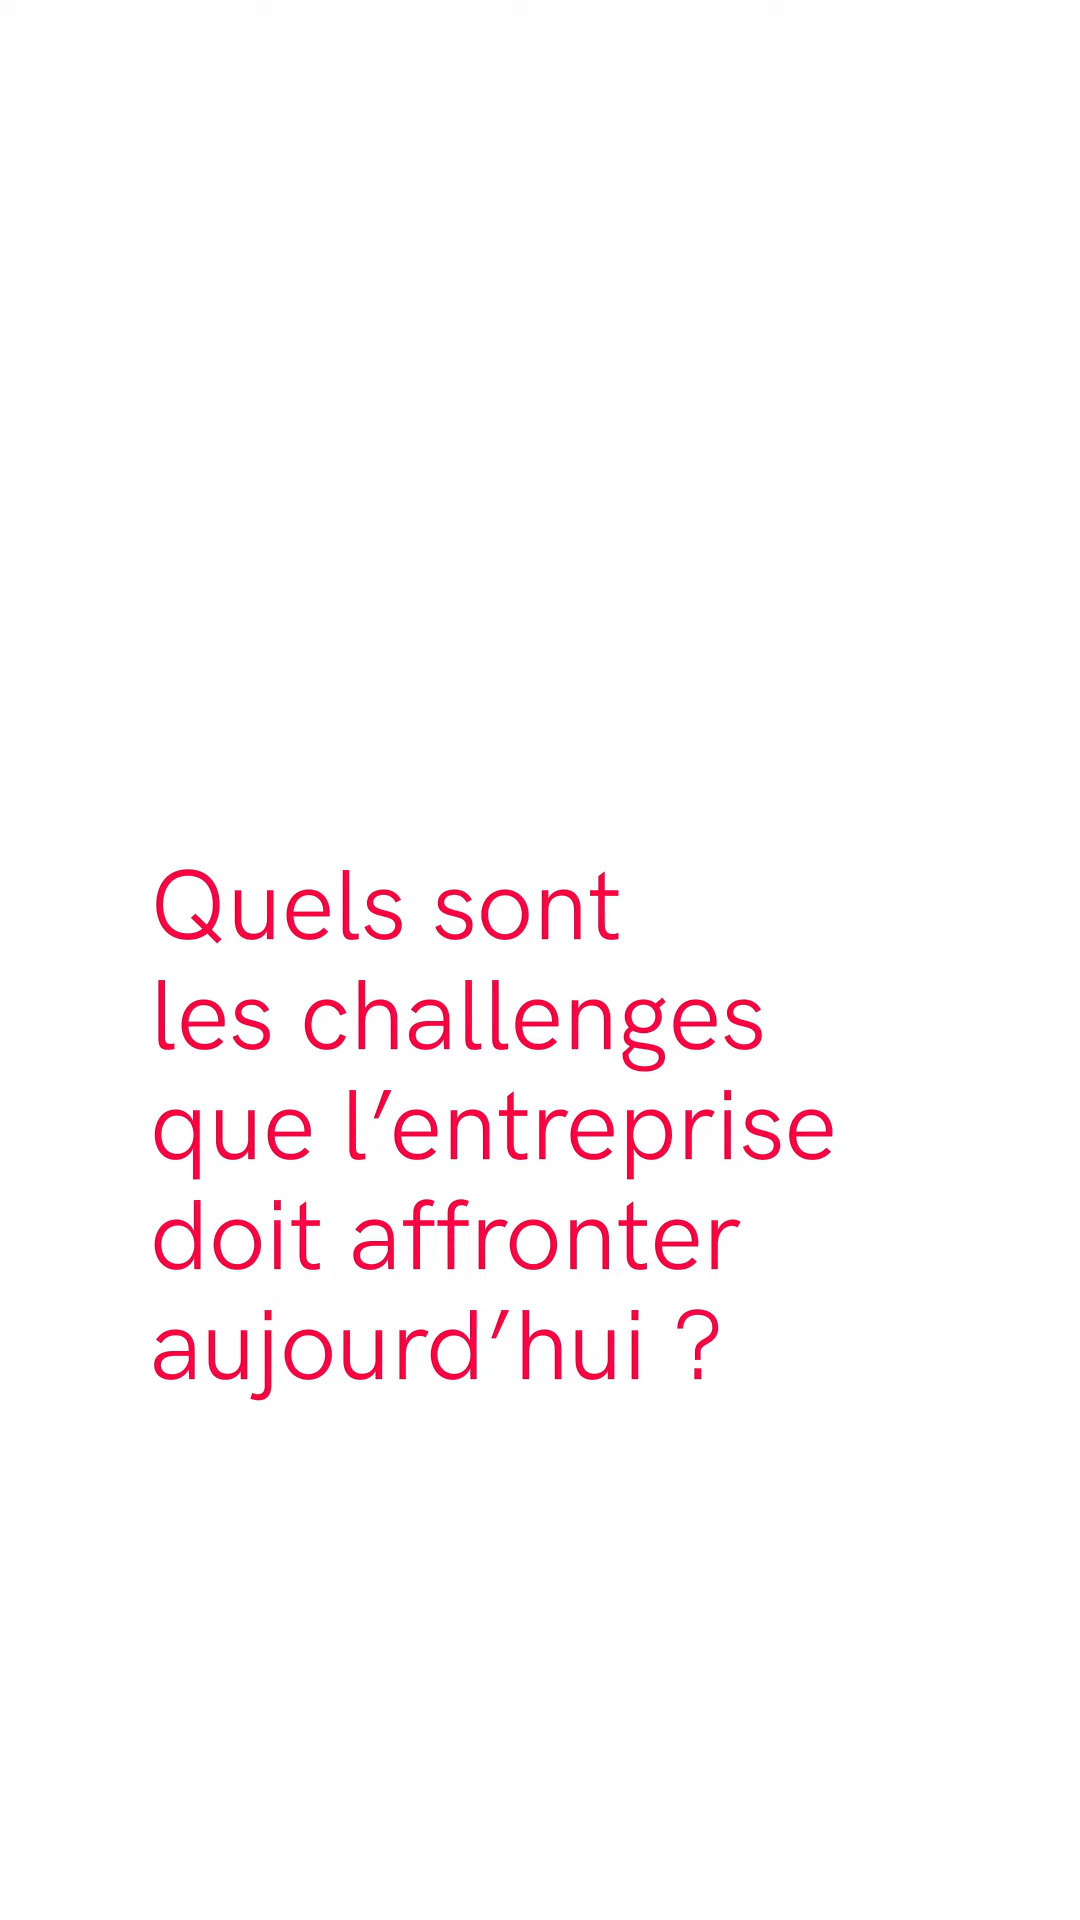 Quels sont
les challenges
que l’entreprise
doit affronter
aujourd’hui ?